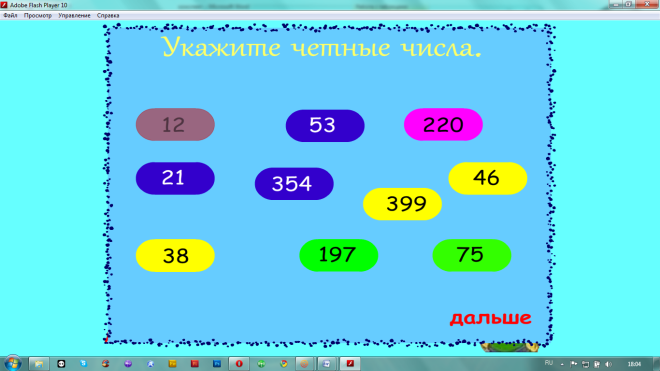 Adobe Flash Player 10
Файл Просмотр Управление Справка
Укажите четные числа.
12 53 220
21 354 46
399
38 197 75
дальше
RU 18:04